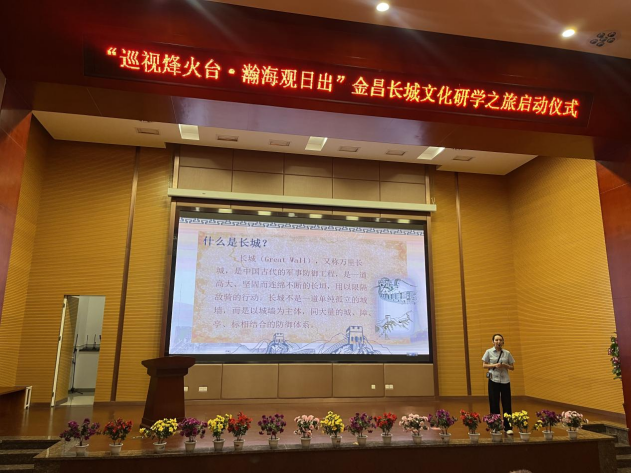 “巡视烽火台·瀚海观日出”金昌长城文化研学之旅启动仪式
什么是长城？
长城（Great Wall），又称万里长
城，是中国古代的军事防御工程，是一道
高大、坚固而连绵不断的长垣，用以限隔
敌骑的行动。长城不是一道单纯孤立的城
墙，而是以城墙为主体，同大量的城、障、
亭、标相结合的防御体系。